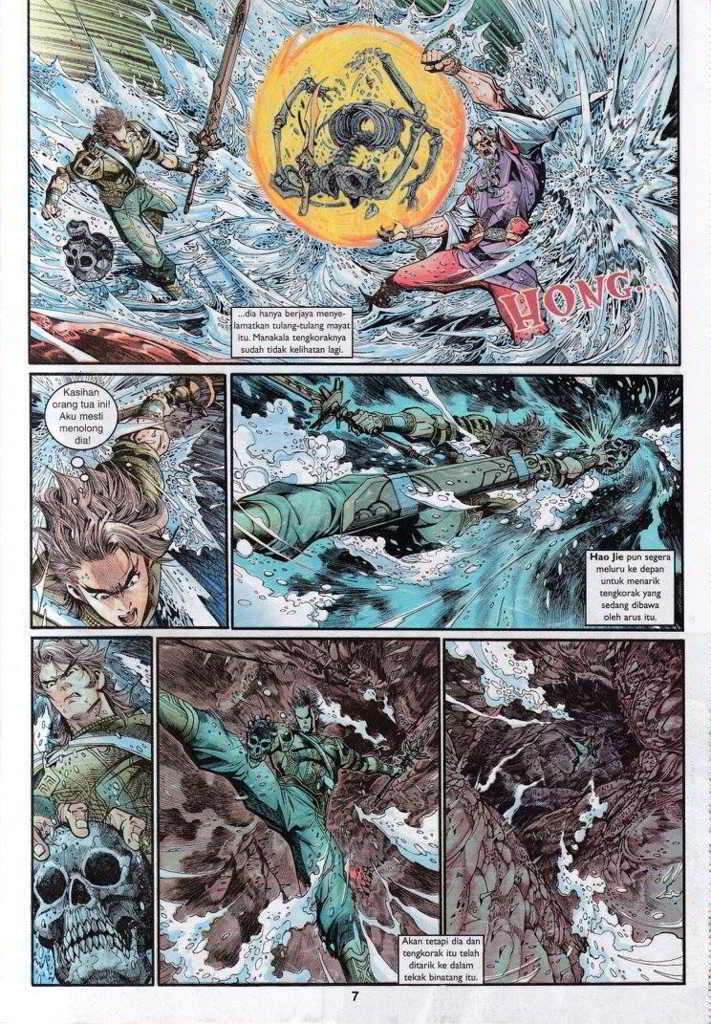 ...dia hanya berjaya menye-
lamatkan tulang-tulang mayat
itu. Manakala tengkoraknya
sudah tidak kelihatan lagi.
HONG...
Kasihan
orang tua ini!
Aku mesti
menolong
dia!
Hao Jie pun segera
meluru ke depan
untuk menarik
tengkorak yang
sedang dibawa
oleh arus itu.
Akan tetapi dia dan
tengkorak itu telah
ditarik ke dalam
tekak binatang itu.
7